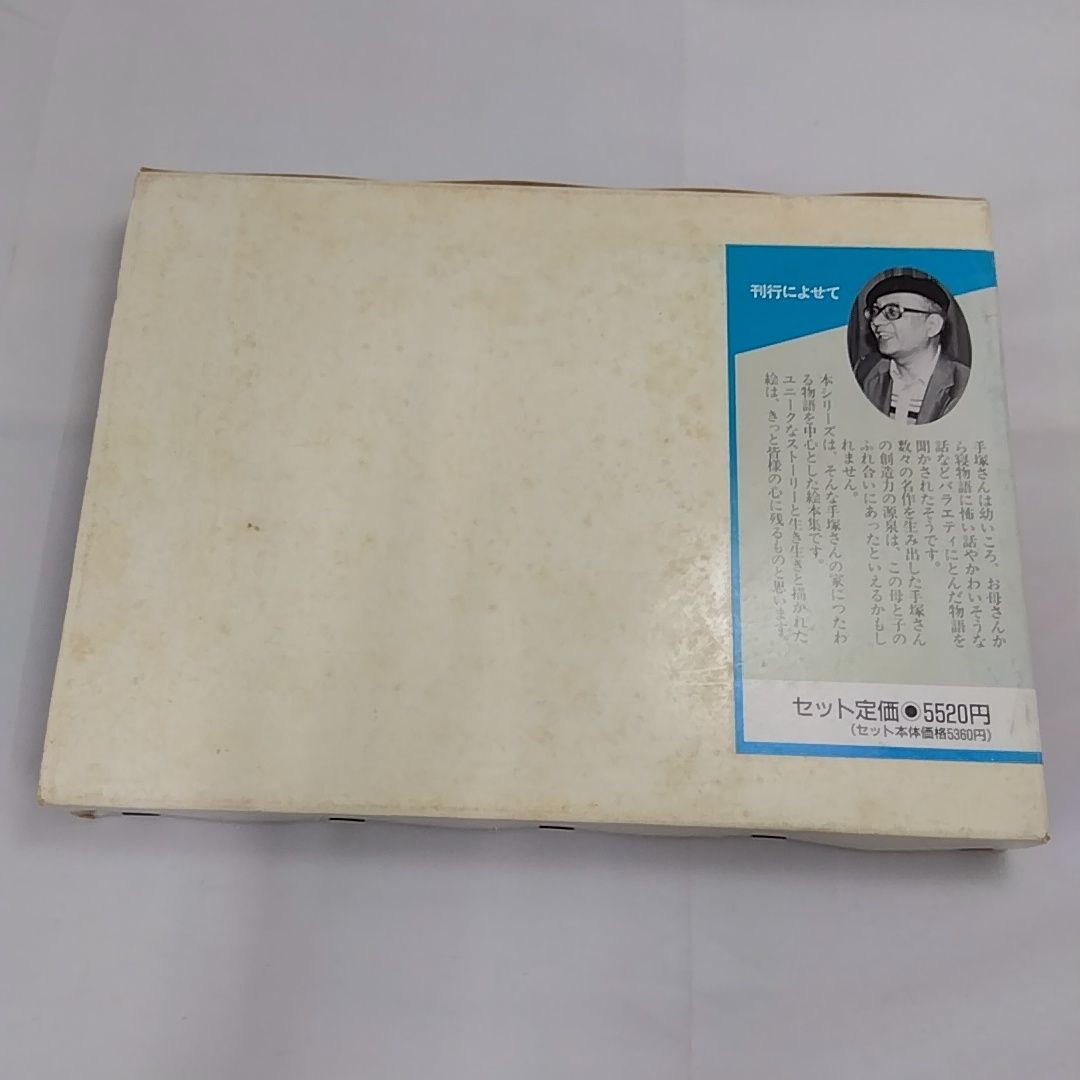 刊行によせて
手塚さんは幼いころ、お母さんか
ら寝物語に怖い話やかわいそうな
話などバラエティにとんだ物語を
聞かされたそうです。
数々の名作を生み出した手塚さん
の創造力の源泉は、この母と子の
ふれ合いにあったといえるかもし
れません。
本シリーズは、そんな手塚さんの家につたわ
る物語を中心とした絵本集です。
ユニークなストーリーと生き生きと描かれた
絵は、きっと皆様の心に残るものと思います。
セット定価●5520円
(セット本体価格5360円)